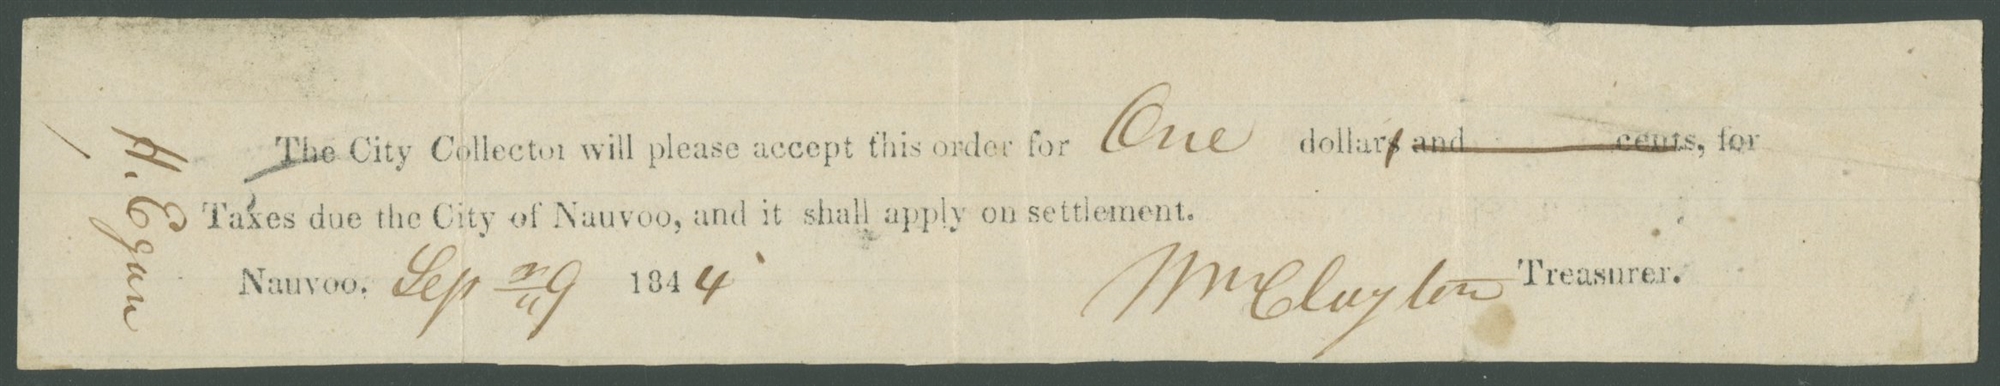 The City Collector will please accept this order for One dollars and cents, for
Taxes due the City of Nauvoo, and it shall apply on settlement.
Nauvoo, Sep 9 1844 Wm Clayton Treasurer.
H. Egan